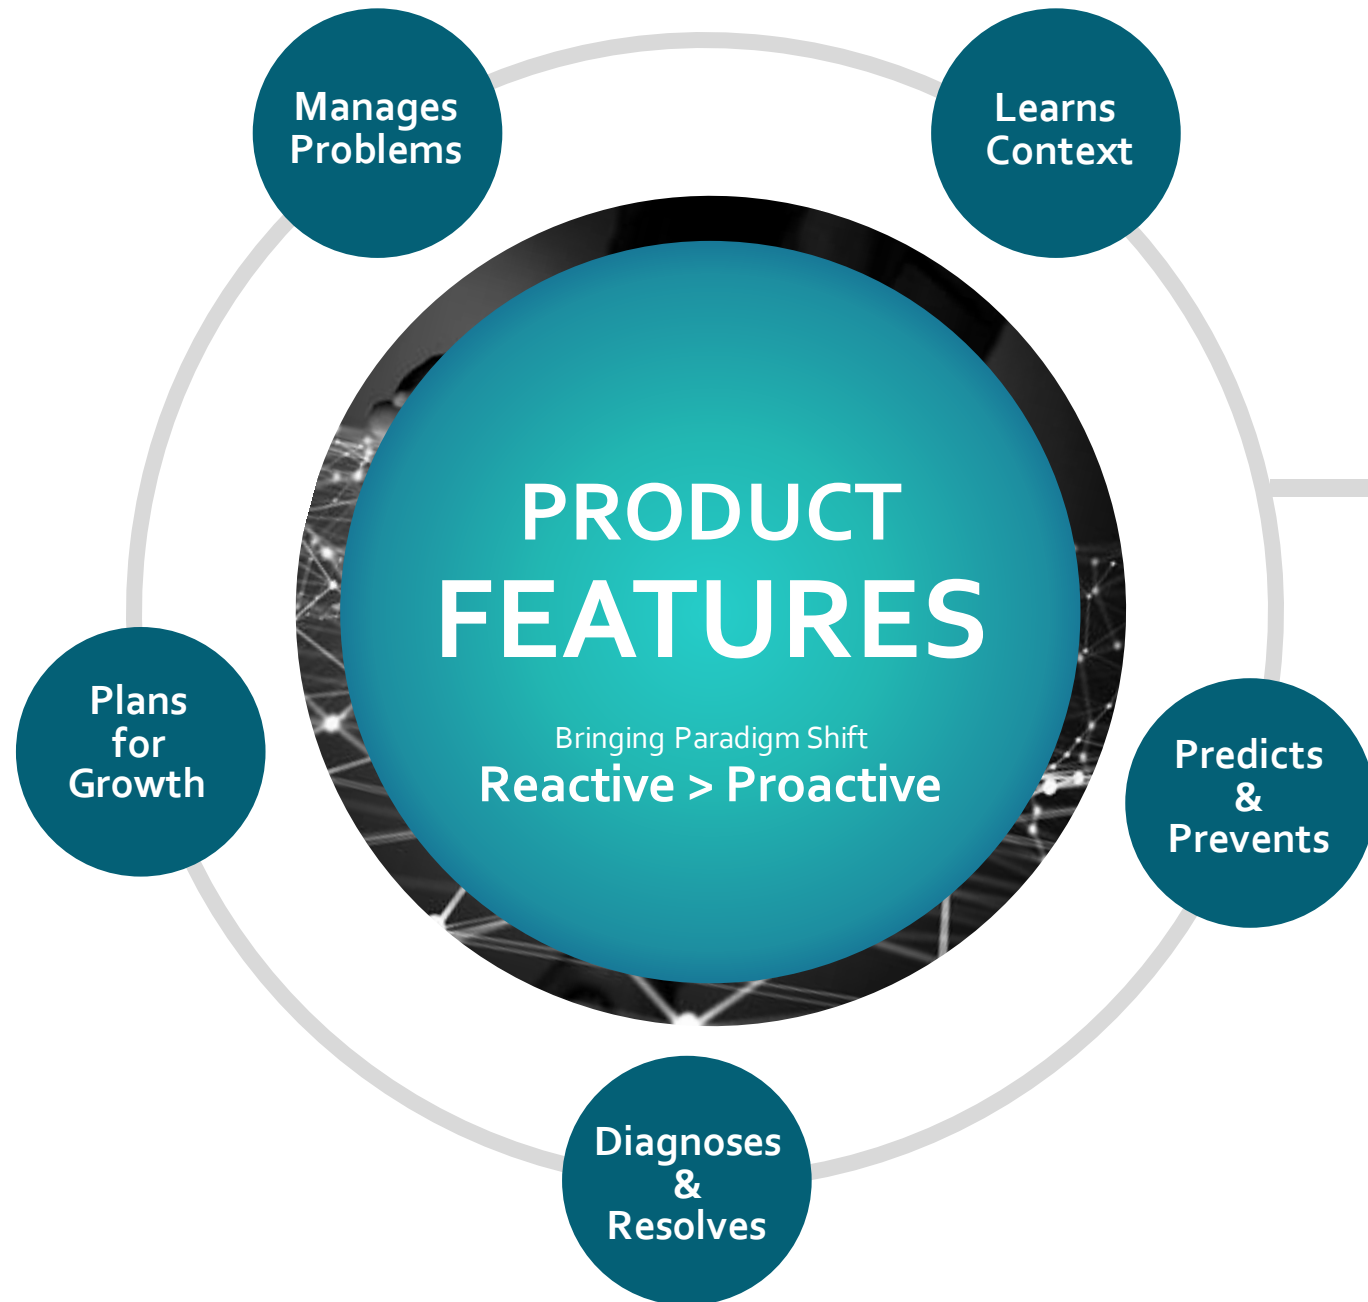 Manages
Problems
Learns
Context
PRODUCT
FEATURES
Bringing Paradigm Shift
Reactive > Proactive
Plans
for
Growth
Predicts
&
Prevents
Diagnoses
&
Resolves